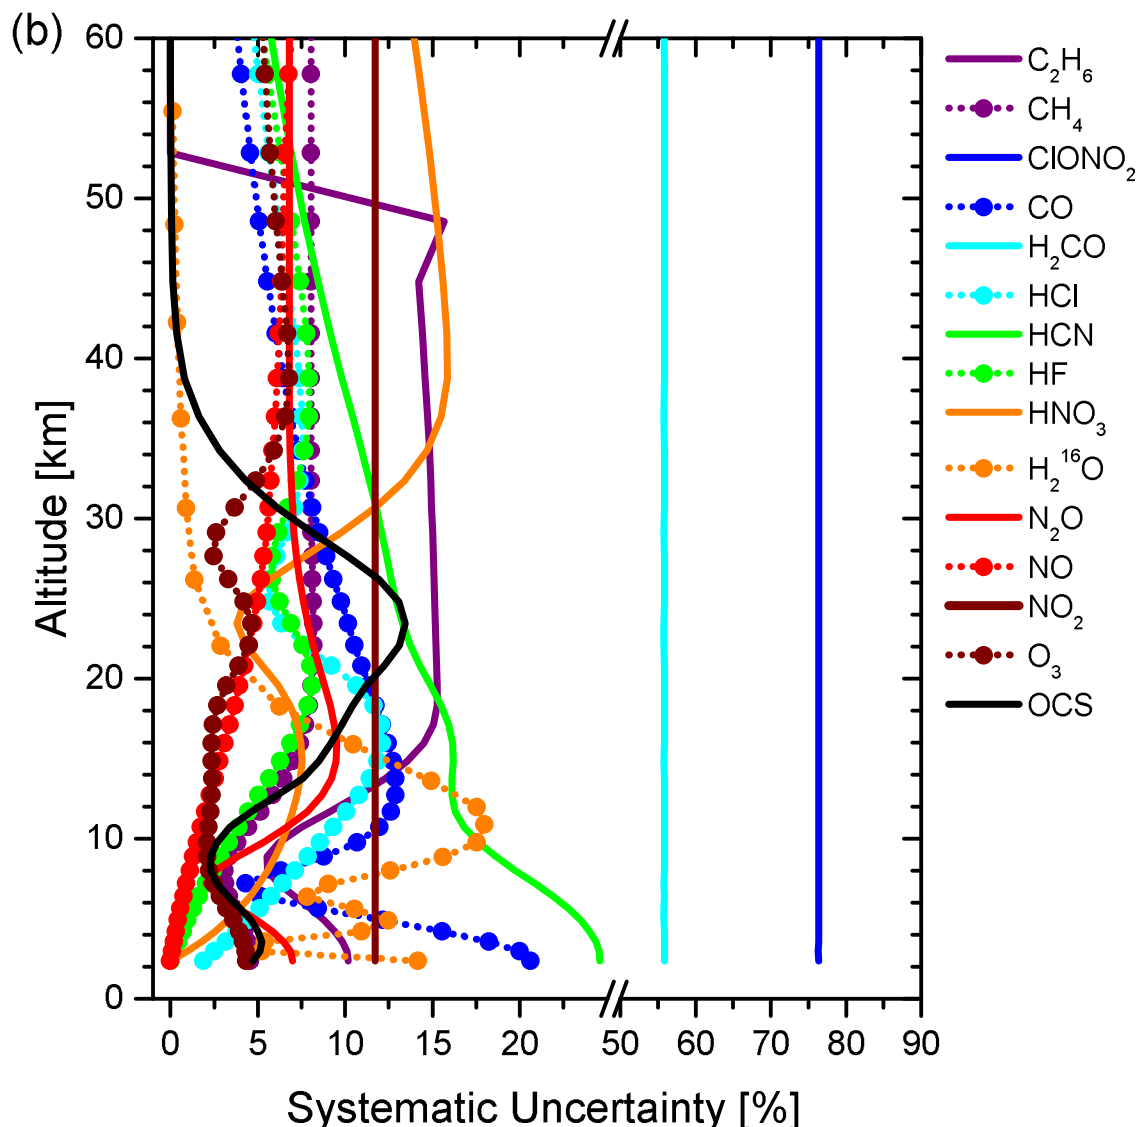 (b)
60
50
40
30
20
10
0
Altitude [km]
0 5 10 15 20 50 60 70 80 90
Systematic Uncertainty [%]
C₂H₆
CH₄
ClONO₂
CO
H₂CO
HCl
HCN
HF
HNO₃
H₂¹⁶O
N₂O
NO
NO₂
O₃
OCS